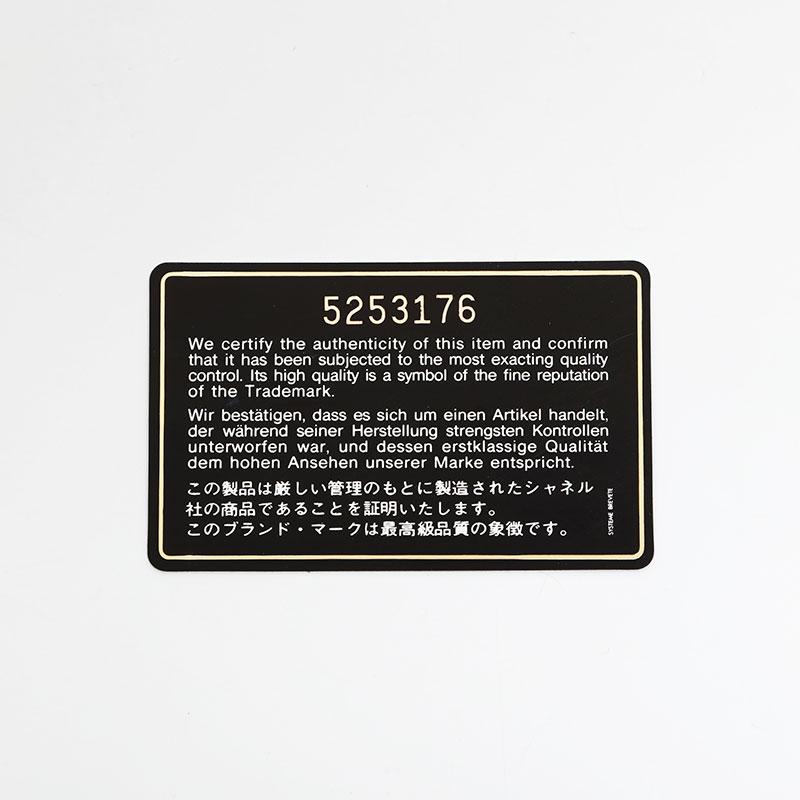 5253176
We certify the authenticity of this item and confirm
that it has been subjected to the most exacting quality
control. Its high quality is a symbol of the fine reputation
of the Trademark.
Wir bestätigen, dass es sich um einen Artikel handelt,
der während seiner Herstellung strengsten Kontrollen
unterworfen war, und dessen erstklassige Qualität
dem hohen Ansehen unserer Marke entspricht.
この製品は厳しい管理のもとに製造されたシャネル
社の商品であることを証明いたします。
このブランド・マークは最高級品質の象徴です。
SYSTEME BREVETE